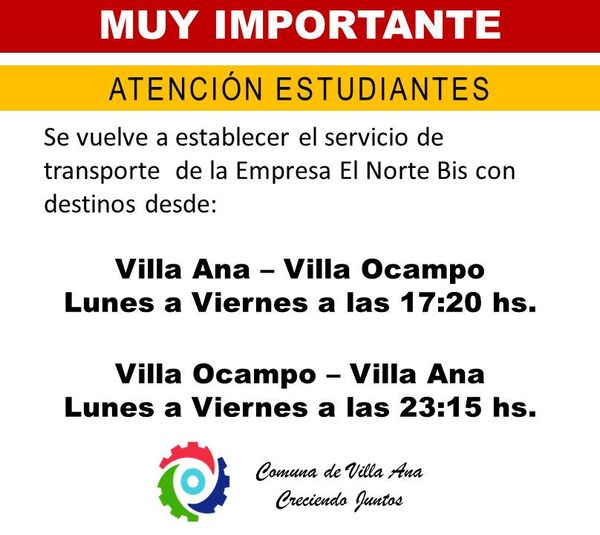 MUY IMPORTANTE
ATENCIÓN ESTUDIANTES
Se vuelve a establecer el servicio de
transporte de la Empresa El Norte Bis con
destinos desde:
Villa Ana – Villa Ocampo
Lunes a Viernes a las 17:20 hs.
Villa Ocampo – Villa Ana
Lunes a Viernes a las 23:15 hs.
Comuna de Villa Ana
Creciendo Juntos